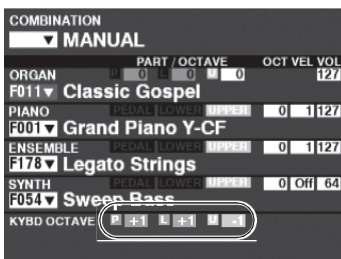 COMBINATION
▼ MANUAL
PART / OCTAVE OCT VEL VOL
ORGAN P 0 L 0 U 0 127
F011▼ Classic Gospel
PIANO PEDAL LOWER UPPER 0 1 127
F001▼ Grand Piano Y-CF
ENSEMBLE PEDAL LOWER UPPER 0 1 127
F178▼ Legato Strings
SYNTH PEDAL LOWER UPPER 0 Off 64
F054▼ Sweep Bass
KYBD OCTAVE P +1 L +1 U -1